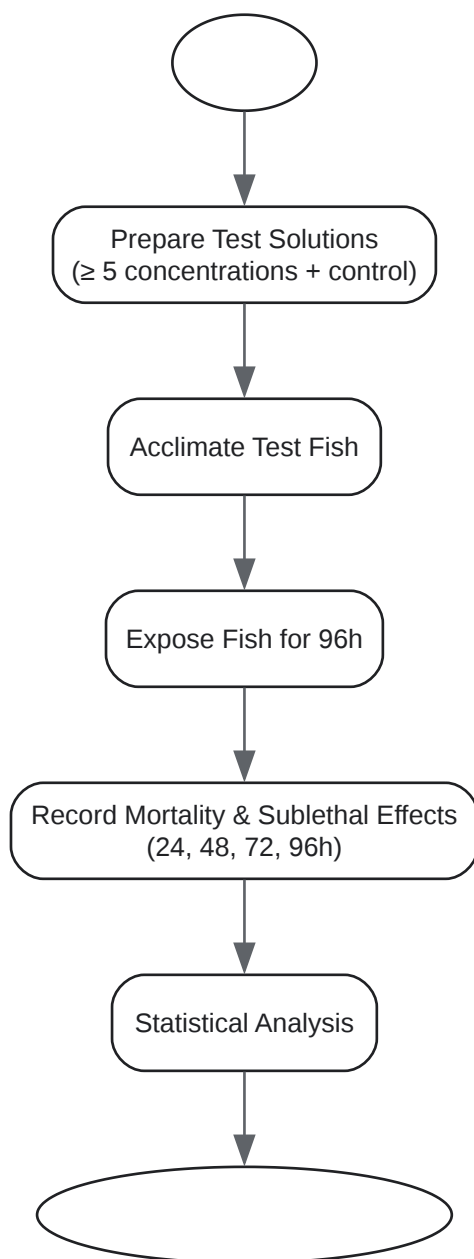 Prepare Test Solutions
(≥ 5 concentrations + control)
Acclimate Test Fish
Expose Fish for 96h
Record Mortality & Sublethal Effects
(24, 48, 72, 96h)
Statistical Analysis